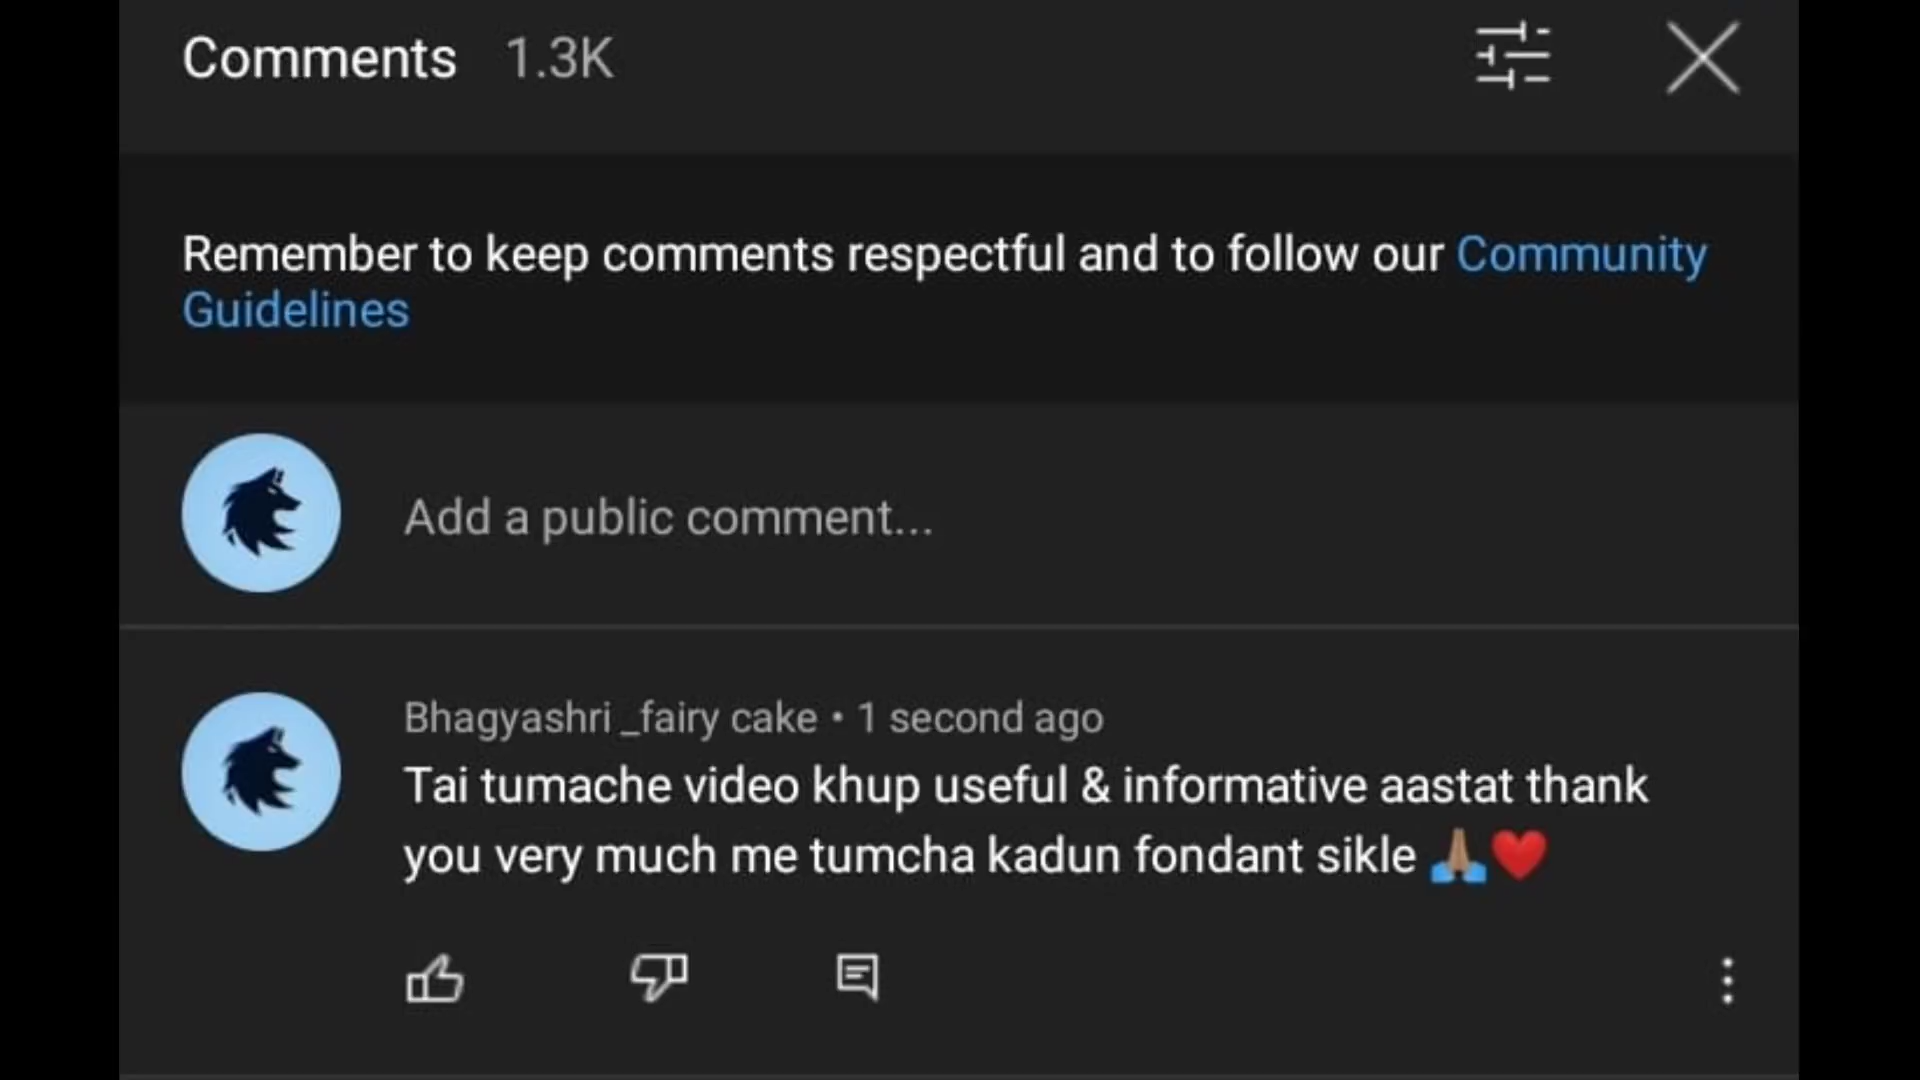 Comments 1.3K
Remember to keep comments respectful and to follow our Community
Guidelines
Add a public comment...
Bhagyashri _fairy cake • 1 second ago
Tai tumache video khup useful & informative aastat thank
you very much me tumcha kadun fondant sikle 🙏🏽❤️